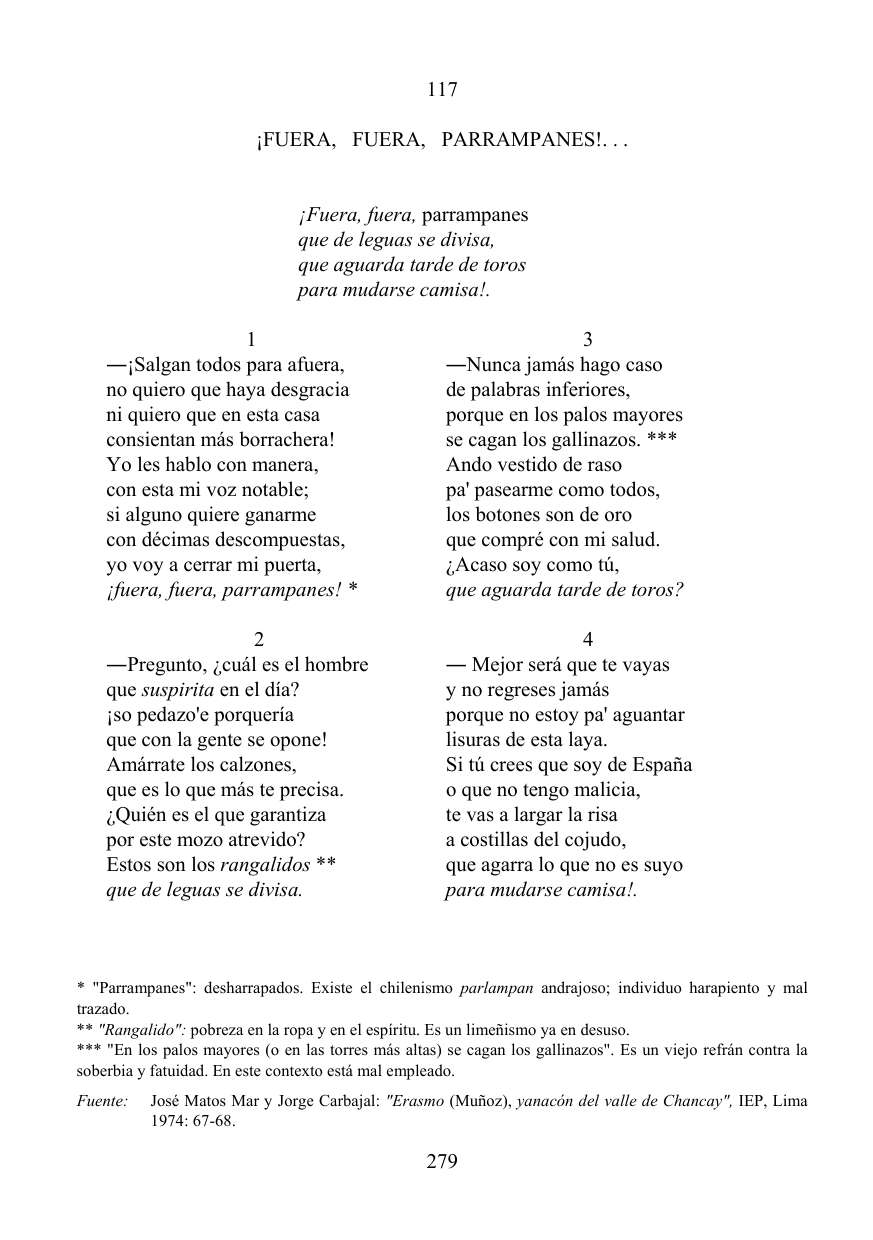 117
¡FUERA, FUERA, PARRAMPANES!. . .
¡Fuera, fuera, parrampanes
que de leguas se divisa,
que aguarda tarde de toros
para mudarse camisa!.
1
—¡Salgan todos para afuera,
no quiero que haya desgracia
ni quiero que en esta casa
consientan más borrachera!
Yo les hablo con manera,
con esta mi voz notable;
si alguno quiere ganarme
con décimas descompuestas,
yo voy a cerrar mi puerta,
¡fuera, fuera, parrampanes! *
2
—Pregunto, ¿cuál es el hombre
que suspirita en el día?
¡so pedazo'e porquería
que con la gente se opone!
Amárrate los calzones,
que es lo que más te precisa.
¿Quién es el que garantiza
por este mozo atrevido?
Estos son los rangalidos **
que de leguas se divisa.
3
—Nunca jamás hago caso
de palabras inferiores,
porque en los palos mayores
se cagan los gallinazos. ***
Ando vestido de raso
pa' pasearme como todos,
los botones son de oro
que compré con mi salud.
¿Acaso soy como tú,
que aguarda tarde de toros?
4
— Mejor será que te vayas
y no regreses jamás
porque no estoy pa' aguantar
lisuras de esta laya.
Si tú crees que soy de España
o que no tengo malicia,
te vas a largar la risa
a costillas del cojudo,
que agarra lo que no es suyo
para mudarse camisa!.
* "Parrampanes": desharrapados. Existe el chilenismo parlampan andrajoso; individuo harapiento y mal
trazado.
** "Rangalido": pobreza en la ropa y en el espíritu. Es un limeñismo ya en desuso.
*** "En los palos mayores (o en las torres más altas) se cagan los gallinazos". Es un viejo refrán contra la
soberbia y fatuidad. En este contexto está mal empleado.
Fuente: José Matos Mar y Jorge Carbajal: "Erasmo (Muñoz), yanacón del valle de Chancay", IEP, Lima
1974: 67-68.
279